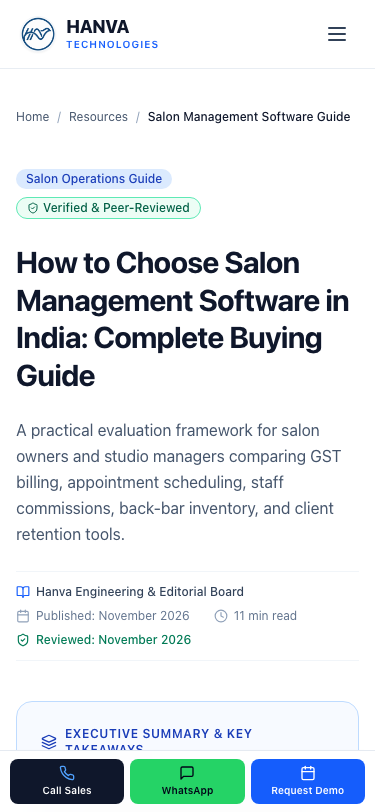 HANVA
TECHNOLOGIES
Home / Resources / Salon Management Software Guide
Salon Operations Guide
Verified & Peer-Reviewed
How to Choose Salon
Management Software in
India: Complete Buying
Guide
A practical evaluation framework for salon
owners and studio managers comparing GST
billing, appointment scheduling, staff
commissions, back-bar inventory, and client
retention tools.
Hanva Engineering & Editorial Board
Published: November 2026 11 min read
Reviewed: November 2026
EXECUTIVE SUMMARY & KEY
TAKEAWAYS
Call Sales WhatsApp Request Demo